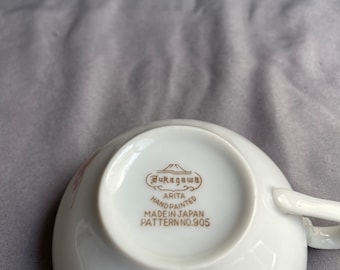 Fukagawa
ARITA
HANDPAINTED
MADE IN JAPAN
PATTERN NO.905